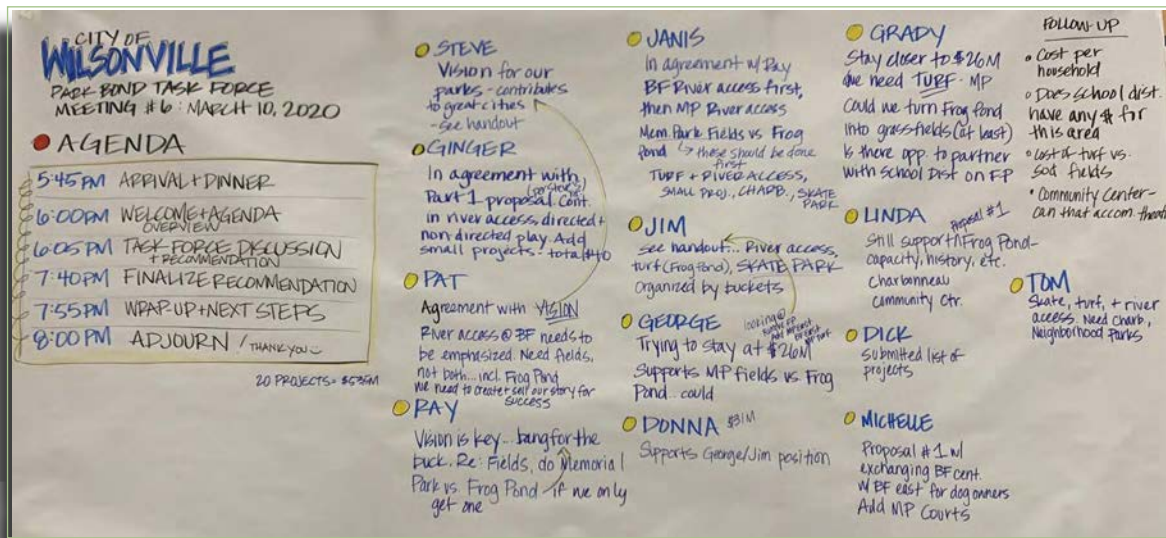 CITY OF
WILSONVILLE
PARK BOND TASK FORCE
MEETING #6: MARCH 10, 2020
AGENDA
5:45 PM ARRIVAL + DINNER
6:00 PM WELCOME + AGENDA
OVERVIEW
6:05 PM TASK FORCE DISCUSSION
+ RECOMMENDATION
7:40 PM FINALIZE RECOMMENDATION
7:55 PM WRAP-UP + NEXT STEPS
8:00 PM ADJOURN / THANK YOU
20 PROJECTS =
STEVE
Vision for our
parks - contributes
to great cities
- see handout
GINGER
In agreement with
Part 1 proposal cont.
in river access, directed +
non-directed play. Add
small projects - total $40
PAT
Agreement with VISION
River access @ BF needs to
be emphasized. Need fields,
not both... incl. Frog Pond
We need to create + sell our story for
success
RAY
Vision is key... bang for the
buck. Re: Fields, do Memorial
Park vs. Frog Pond - if we only
get one
JANIS
In agreement w/ Ray
BF River access first,
then MP River access
Mem. Park Fields vs Frog
Pond these should be done
first
TURF + RIVER ACCESS,
SMALL PROJ., CHARB., SKATE
PARK
JIM
See handout... River access,
turf (Frog Pond), SKATE PARK
Organized by buckets
GEORGE
looking @
Trying to stay at $26M
Supports MP fields vs. Frog
Pond.. could
DONNA $31M
Supports George/Jim position
GRADY
Stay closer to $26M
We need TURF - MP
Could we turn Frog Pond
into grass fields (at least)
Is there opp. to partner
with School Dist on FP
LINDA
Proposal #1
Still support Frog Pond -
capacity, history, etc.
Charbonneau
Community Ctr.
DICK
Submitted list of
projects
MICHELLE
Proposal #1 w/
exchanging BF cent.
w/ BF east for dog owners
Add MP Courts
FOLLOW-UP
Cost per
household
Does school dist.
have any $ for
this area
Cost of turf vs.
sod fields
Community Center -
can that accom.
TOM
Skate, turf, + river
access. Need Charb.,
Neighborhood Parks